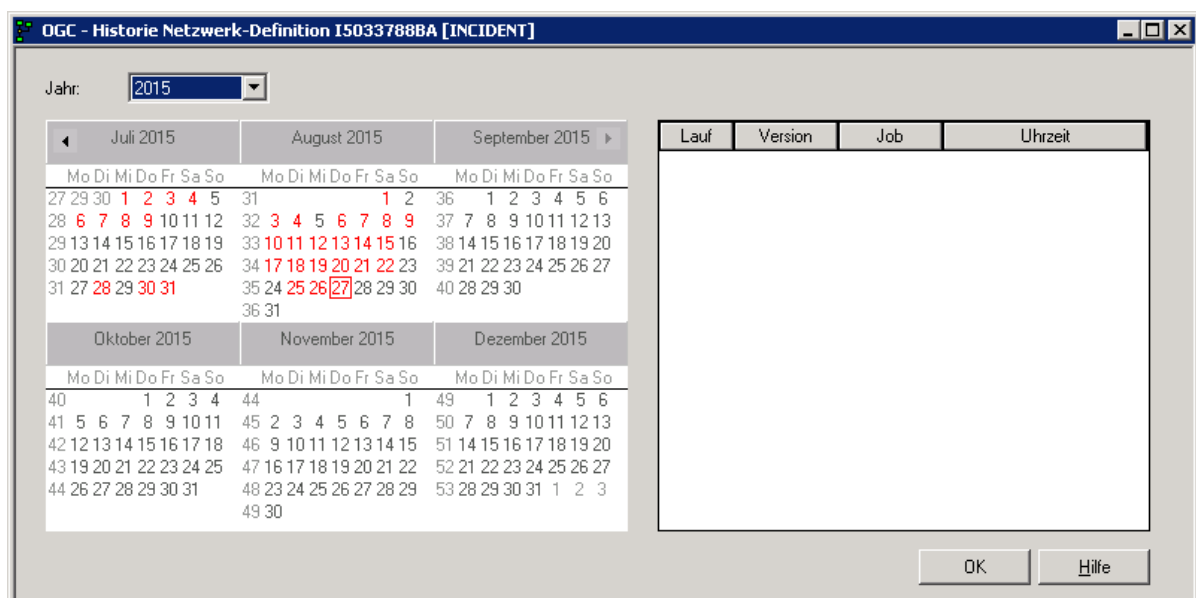 OGC - Historie Netzwerk-Definition I5033788BA [INCIDENT]
Jahr: 2015
Juli 2015 August 2015 September 2015
Mo Di Mi Do Fr Sa So Mo Di Mi Do Fr Sa So Mo Di Mi Do Fr Sa So
27 29 30 1 2 3 4 5 31 1 2 36 1 2 3 4 5 6
28 6 7 8 9 10 11 12 32 3 4 5 6 7 8 9 37 7 8 9 10 11 12 13
29 13 14 15 16 17 18 19 33 10 11 12 13 14 15 16 38 14 15 16 17 18 19 20
30 20 21 22 23 24 25 26 34 17 18 19 20 21 22 23 39 21 22 23 24 25 26 27
31 27 28 29 30 31 35 24 25 26 27 28 29 30 40 28 29 30
36 31
Oktober 2015 November 2015 Dezember 2015
Mo Di Mi Do Fr Sa So Mo Di Mi Do Fr Sa So Mo Di Mi Do Fr Sa So
40 1 2 3 4 44 1 49 1 2 3 4 5 6
41 5 6 7 8 9 10 11 45 2 3 4 5 6 7 8 50 7 8 9 10 11 12 13
42 12 13 14 15 16 17 18 46 9 10 11 12 13 14 15 51 14 15 16 17 18 19 20
43 19 20 21 22 23 24 25 47 16 17 18 19 20 21 22 52 21 22 23 24 25 26 27
44 26 27 28 29 30 31 48 23 24 25 26 27 28 29 53 28 29 30 31 1 2 3
49 30
Lauf Version Job Uhrzeit
OK Hilfe